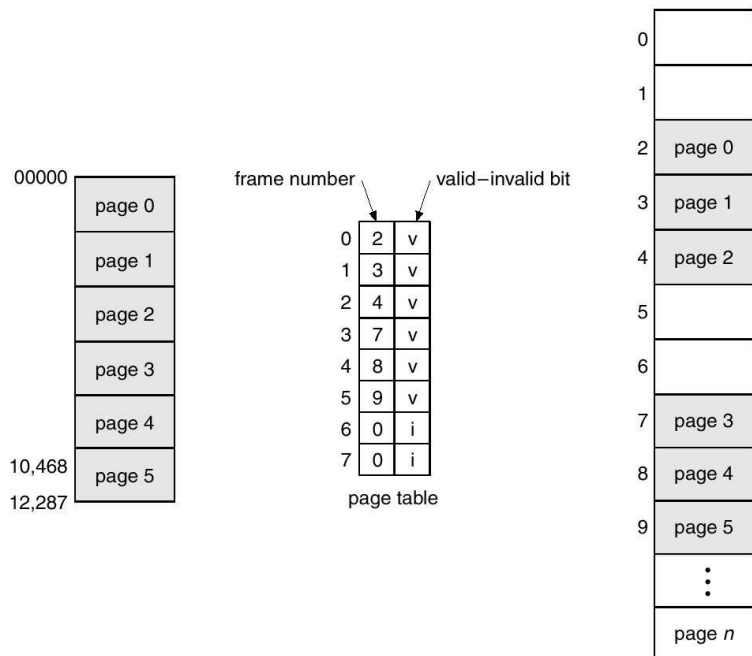 00000
page 0
page 1
page 2
page 3
page 4
10,468
page 5
12,287
frame number
valid–invalid bit
0 2 v
1 3 v
2 4 v
3 7 v
4 8 v
5 9 v
6 0 i
7 0 i
page table
0
1
2 page 0
3 page 1
4 page 2
5
6
7 page 3
8 page 4
9 page 5
⋮
page n